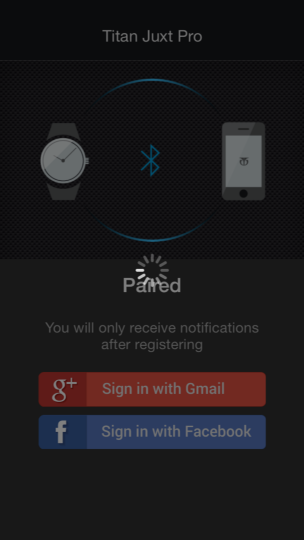 Titan Juxt Pro
Paired
You will only receive notifications
after registering
g+ Sign in with Gmail
f Sign in with Facebook